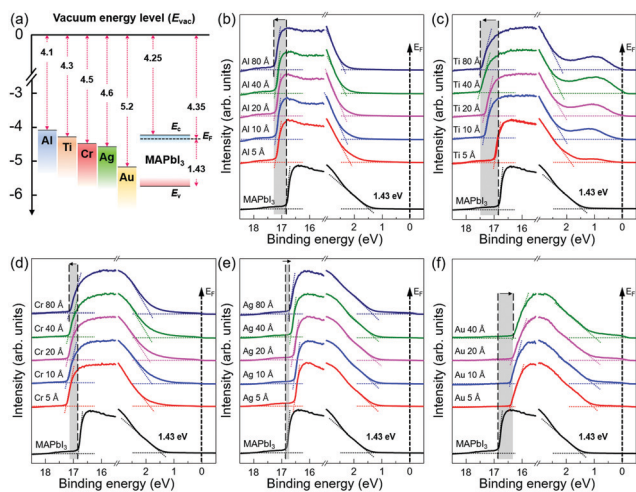 (a)
Vacuum energy level (Evac)
0
-3
-4
-5
-6
4.1
4.3
4.5
4.6
5.2
4.25
4.35
Al
Ti
Cr
Ag
Au
Ec
EF
MAPbI3
1.43
Ev
(b)
Intensity (arb. units)
EF
Al 80 Å
Al 40 Å
Al 20 Å
Al 10 Å
Al 5 Å
MAPbI3
1.43 eV
18 17 16 2 1 0
Binding energy (eV)
(c)
Intensity (arb. units)
EF
Ti 80 Å
Ti 40 Å
Ti 20 Å
Ti 10 Å
Ti 5 Å
MAPbI3
1.43 eV
18 17 16 2 1 0
Binding energy (eV)
(d)
Intensity (arb. units)
EF
Cr 80 Å
Cr 40 Å
Cr 20 Å
Cr 10 Å
Cr 5 Å
MAPbI3
1.43 eV
18 17 16 2 1 0
Binding energy (eV)
(e)
Intensity (arb. units)
EF
Ag 80 Å
Ag 40 Å
Ag 20 Å
Ag 10 Å
Ag 5 Å
MAPbI3
1.43 eV
18 17 16 2 1 0
Binding energy (eV)
(f)
Intensity (arb. units)
EF
Au 40 Å
Au 20 Å
Au 10 Å
Au 5 Å
MAPbI3
1.43 eV
18 17 16 2 1 0
Binding energy (eV)